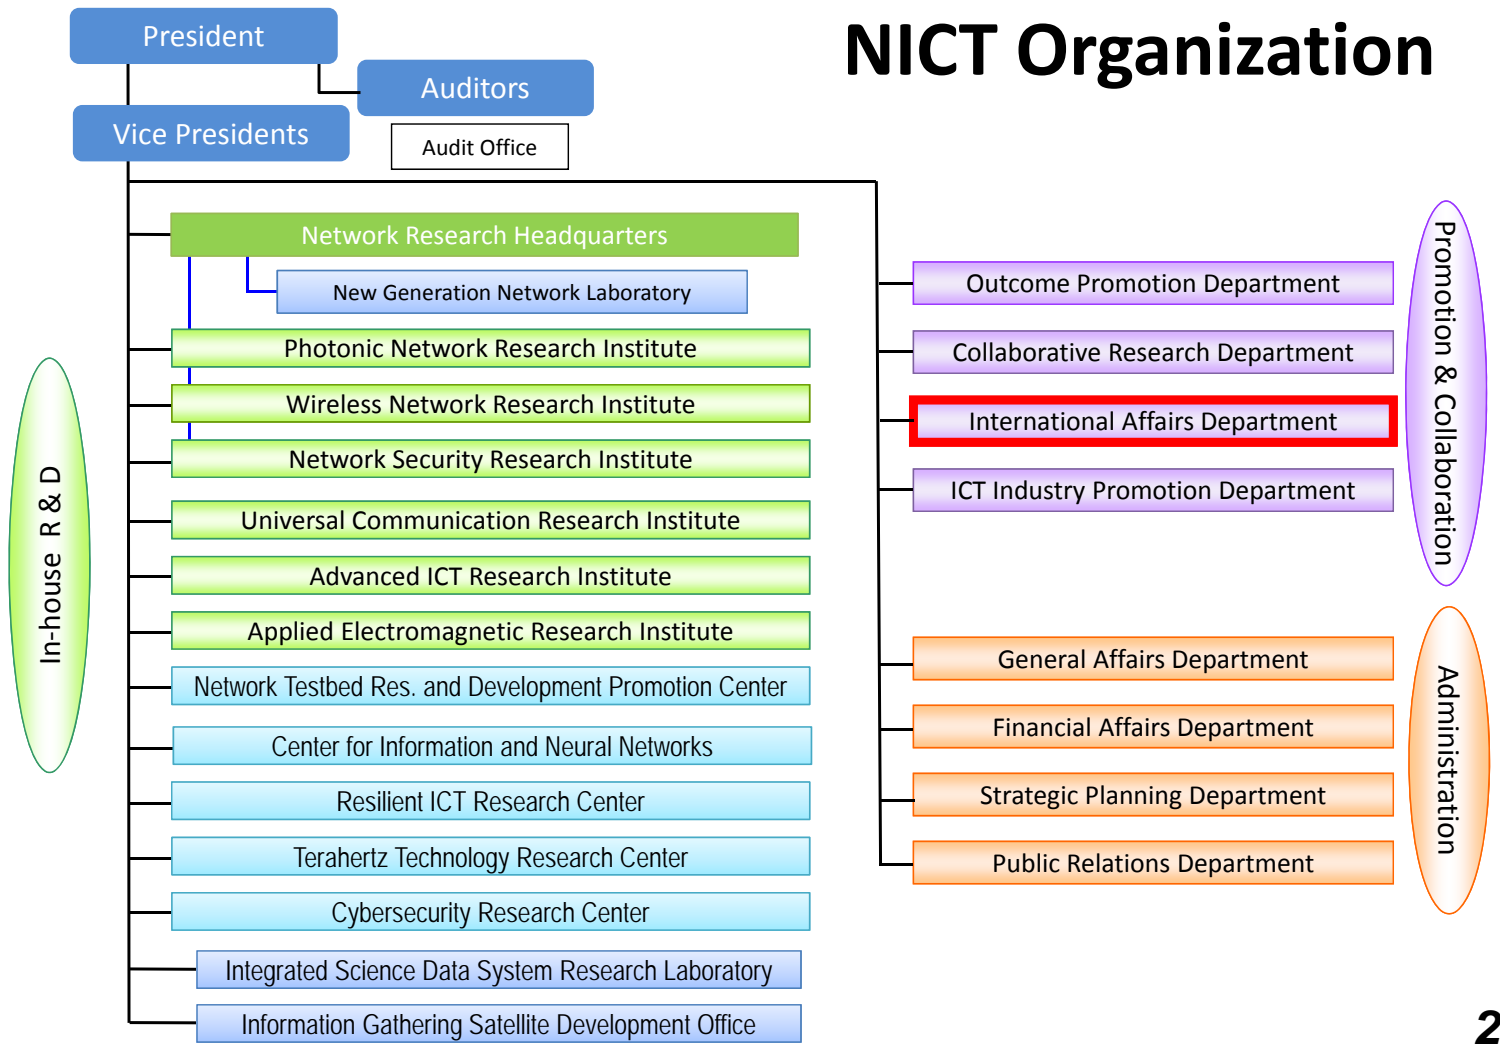 NICT Organization
President
Auditors
Vice Presidents
Audit Office
Network Research Headquarters
New Generation Network Laboratory
Photonic Network Research Institute
Wireless Network Research Institute
Network Security Research Institute
Universal Communication Research Institute
Advanced ICT Research Institute
Applied Electromagnetic Research Institute
Network Testbed Res. and Development Promotion Center
Center for Information and Neural Networks
Resilient ICT Research Center
Terahertz Technology Research Center
Cybersecurity Research Center
Integrated Science Data System Research Laboratory
Information Gathering Satellite Development Office
In-house R & D
Outcome Promotion Department
Collaborative Research Department
International Affairs Department
ICT Industry Promotion Department
Promotion & Collaboration
General Affairs Department
Financial Affairs Department
Strategic Planning Department
Public Relations Department
Administration
2